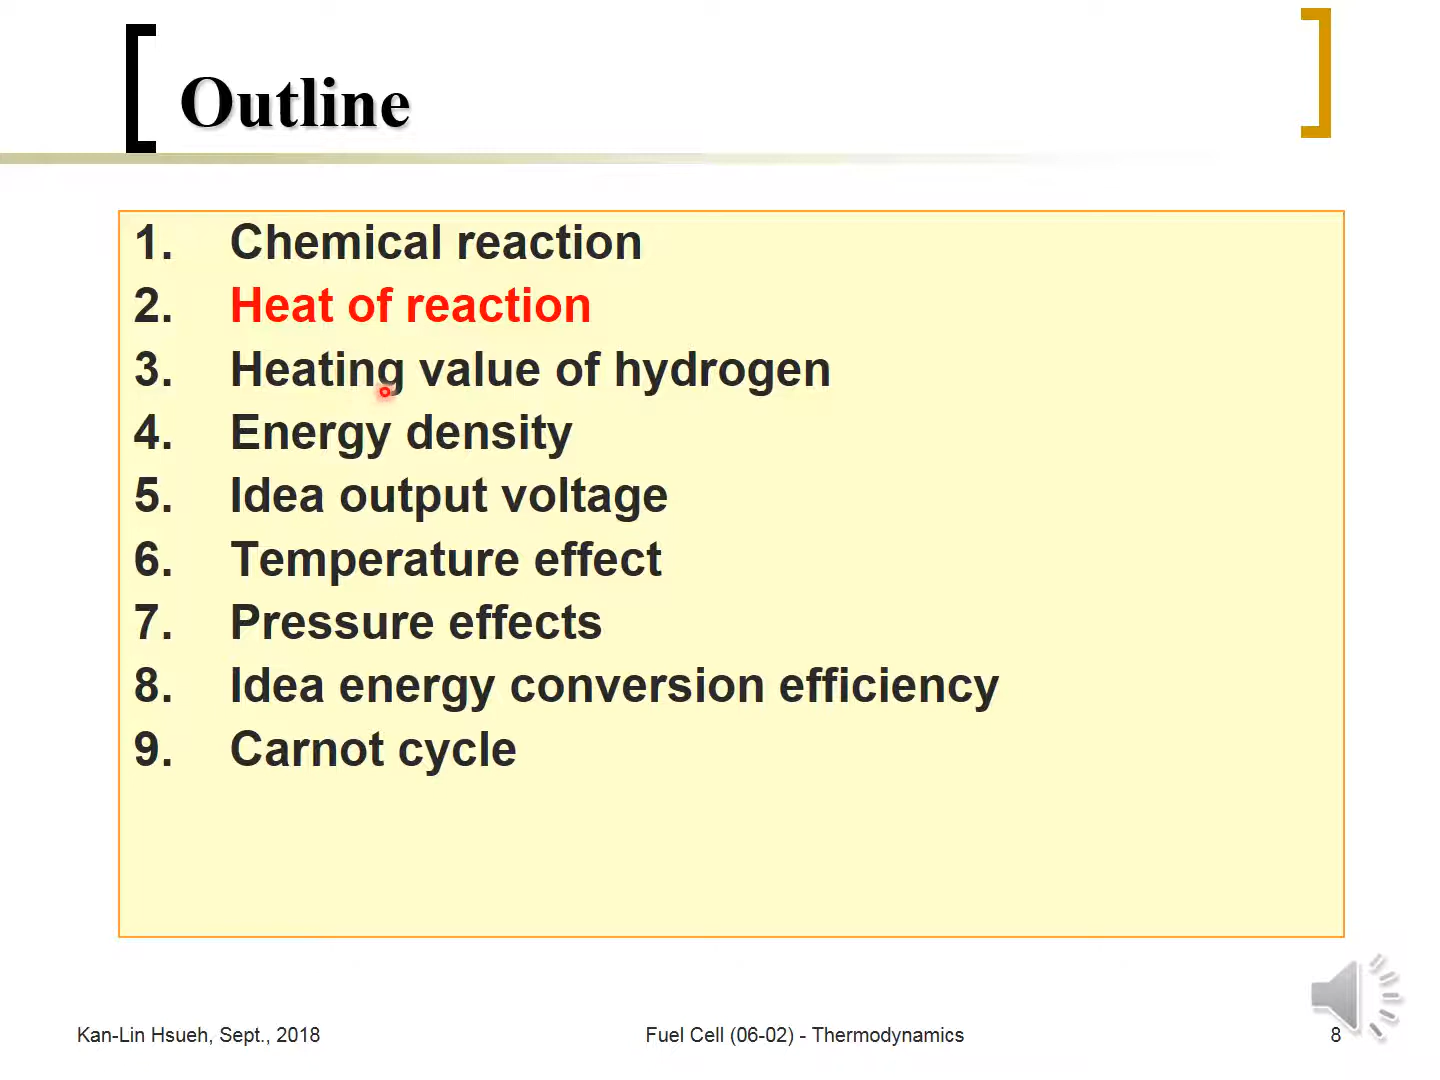 Outline
1. Chemical reaction
2. Heat of reaction
3. Heating value of hydrogen
4. Energy density
5. Idea output voltage
6. Temperature effect
7. Pressure effects
8. Idea energy conversion efficiency
9. Carnot cycle
Kan-Lin Hsueh, Sept., 2018 Fuel Cell (06-02) - Thermodynamics 8